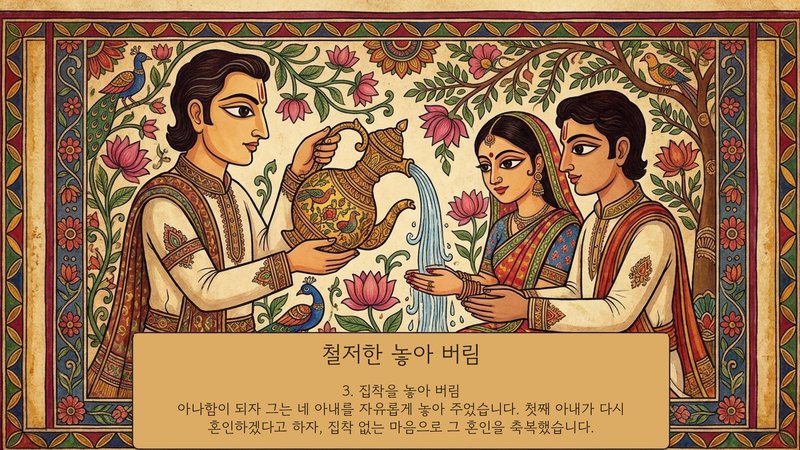 철저한 놓아 버림
3. 집착을 놓아 버림
아나함이 되자 그는 네 아내를 자유롭게 놓아 주었습니다. 첫째 아내가 다시
혼인하겠다고 하자, 집착 없는 마음으로 그 혼인을 축복했습니다.